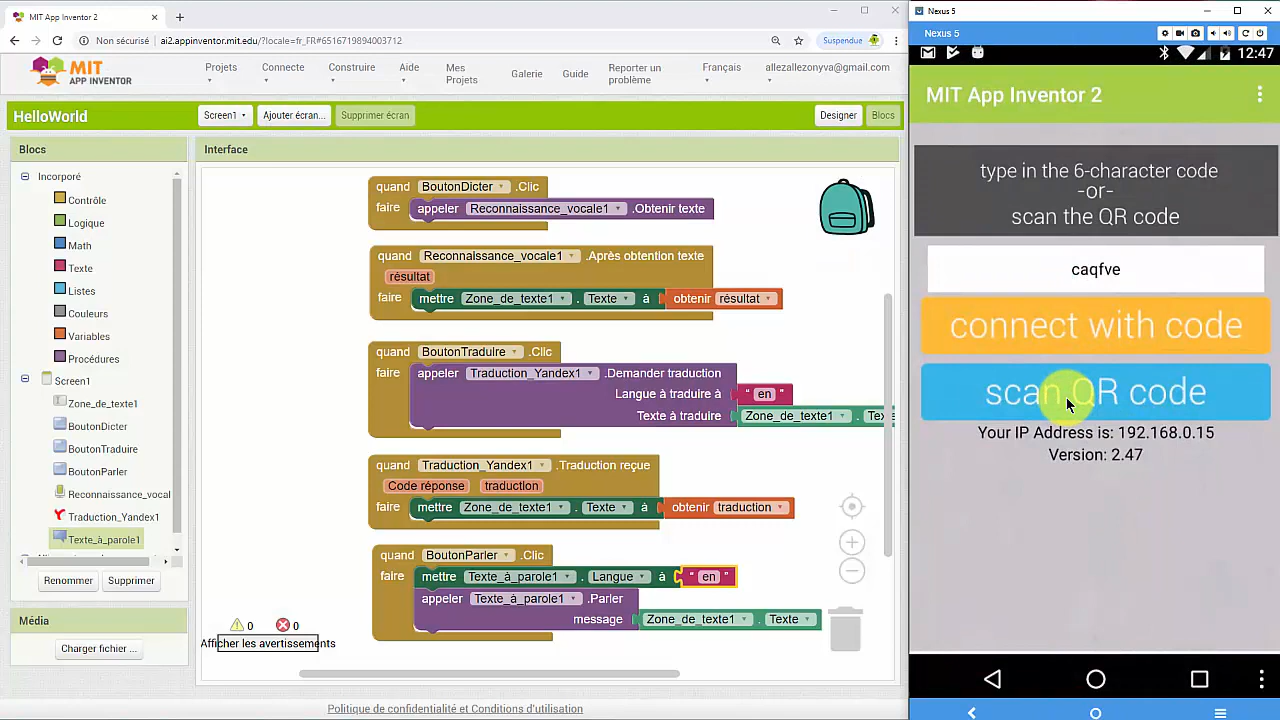 MIT App Inventor 2
Non sécurisé
ai2.appinventor.mit.edu/?locale=fr_FR#6516719894003712
Suspendue
MIT
APP INVENTOR
Projets
Connecte
Construire
Aide
Mes Projets
Galerie
Guide
Reporter un problème
Français
allezallezonyva@gmail.com
HelloWorld
Screen1
Ajouter écran...
Supprimer écran
Designer
Blocs
Blocs
Incorporé
Contrôle
Logique
Math
Texte
Listes
Couleurs
Variables
Procédures
Screen1
Zone_de_texte1
BoutonDicter
BoutonTraduire
BoutonParler
Reconnaissance_vocal
Traduction_Yandex1
Texte_à_parole1
Renommer
Supprimer
Média
Charger fichier ...
Interface
quand BoutonDicter .Clic
faire appeler Reconnaissance_vocale1 .Obtenir texte
quand Reconnaissance_vocale1 .Après obtention texte
résultat
faire mettre Zone_de_texte1 . Texte à obtenir résultat
quand BoutonTraduire .Clic
faire appeler Traduction_Yandex1 .Demander traduction
Langue à traduire à " en "
Texte à traduire Zone_de_texte1 . Tex
quand Traduction_Yandex1 .Traduction reçue
Code réponse traduction
faire mettre Zone_de_texte1 . Texte à obtenir traduction
quand BoutonParler .Clic
faire mettre Texte_à_parole1 . Langue à " en "
appeler Texte_à_parole1 .Parler
message Zone_de_texte1 . Texte
0 0
Afficher les avertissements
Politique de confidentialité et Conditions d'utilisation
Nexus 5
Nexus 5
12:47
MIT App Inventor 2
type in the 6-character code
-or-
scan the QR code
caqfve
connect with code
scan QR code
Your IP Address is: 192.168.0.15
Version: 2.47